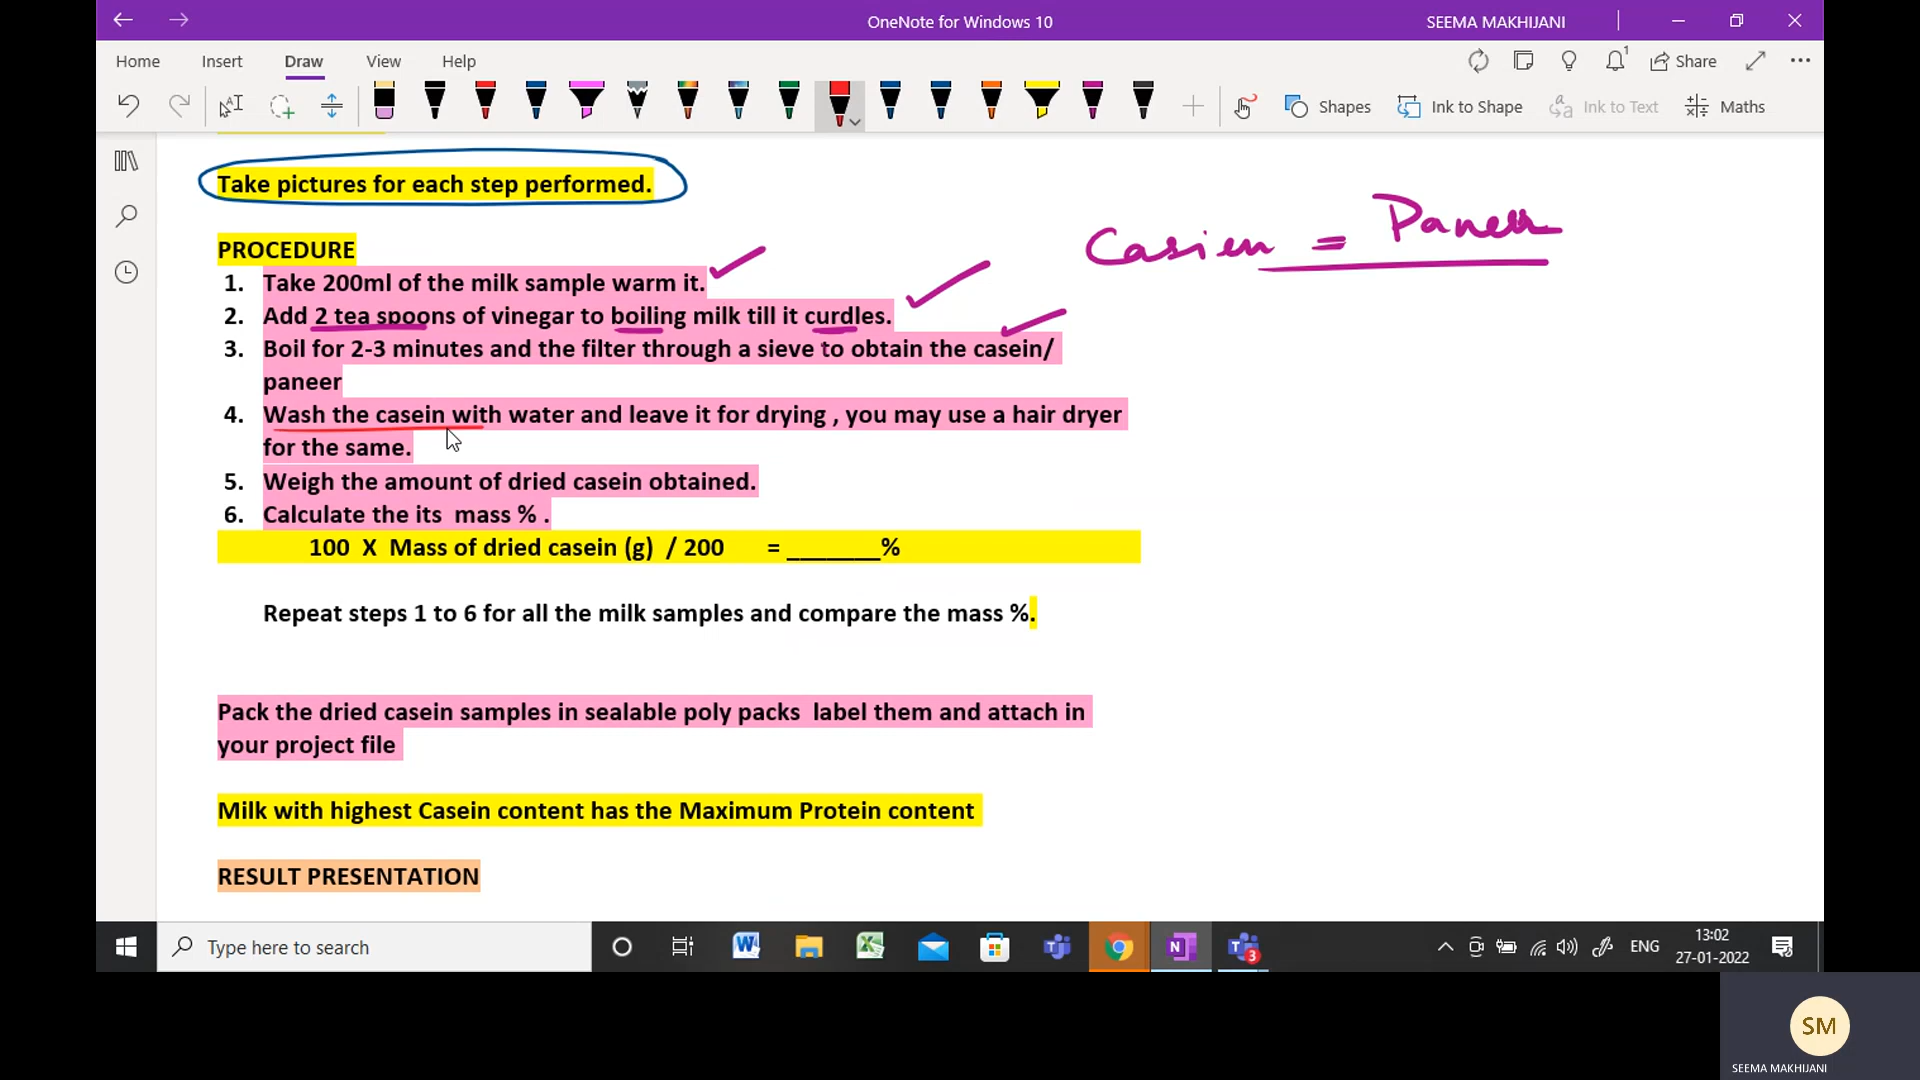 OneNote for Windows 10
SEEMA MAKHIJANI
Home Insert Draw View Help
Share
Shapes Ink to Shape Ink to Text Maths
Take pictures for each step performed.
Casien = Paneer
PROCEDURE
1. Take 200ml of the milk sample warm it.
2. Add 2 tea spoons of vinegar to boiling milk till it curdles.
3. Boil for 2-3 minutes and the filter through a sieve to obtain the casein/
paneer
4. Wash the casein with water and leave it for drying , you may use a hair dryer
for the same.
5. Weigh the amount of dried casein obtained.
6. Calculate the its mass % .
100 X Mass of dried casein (g) / 200 = _______%
Repeat steps 1 to 6 for all the milk samples and compare the mass %.
Pack the dried casein samples in sealable poly packs label them and attach in
your project file
Milk with highest Casein content has the Maximum Protein content
RESULT PRESENTATION
Type here to search
3
ENG
13:02
27-01-2022
SM
SEEMA MAKHIJANI